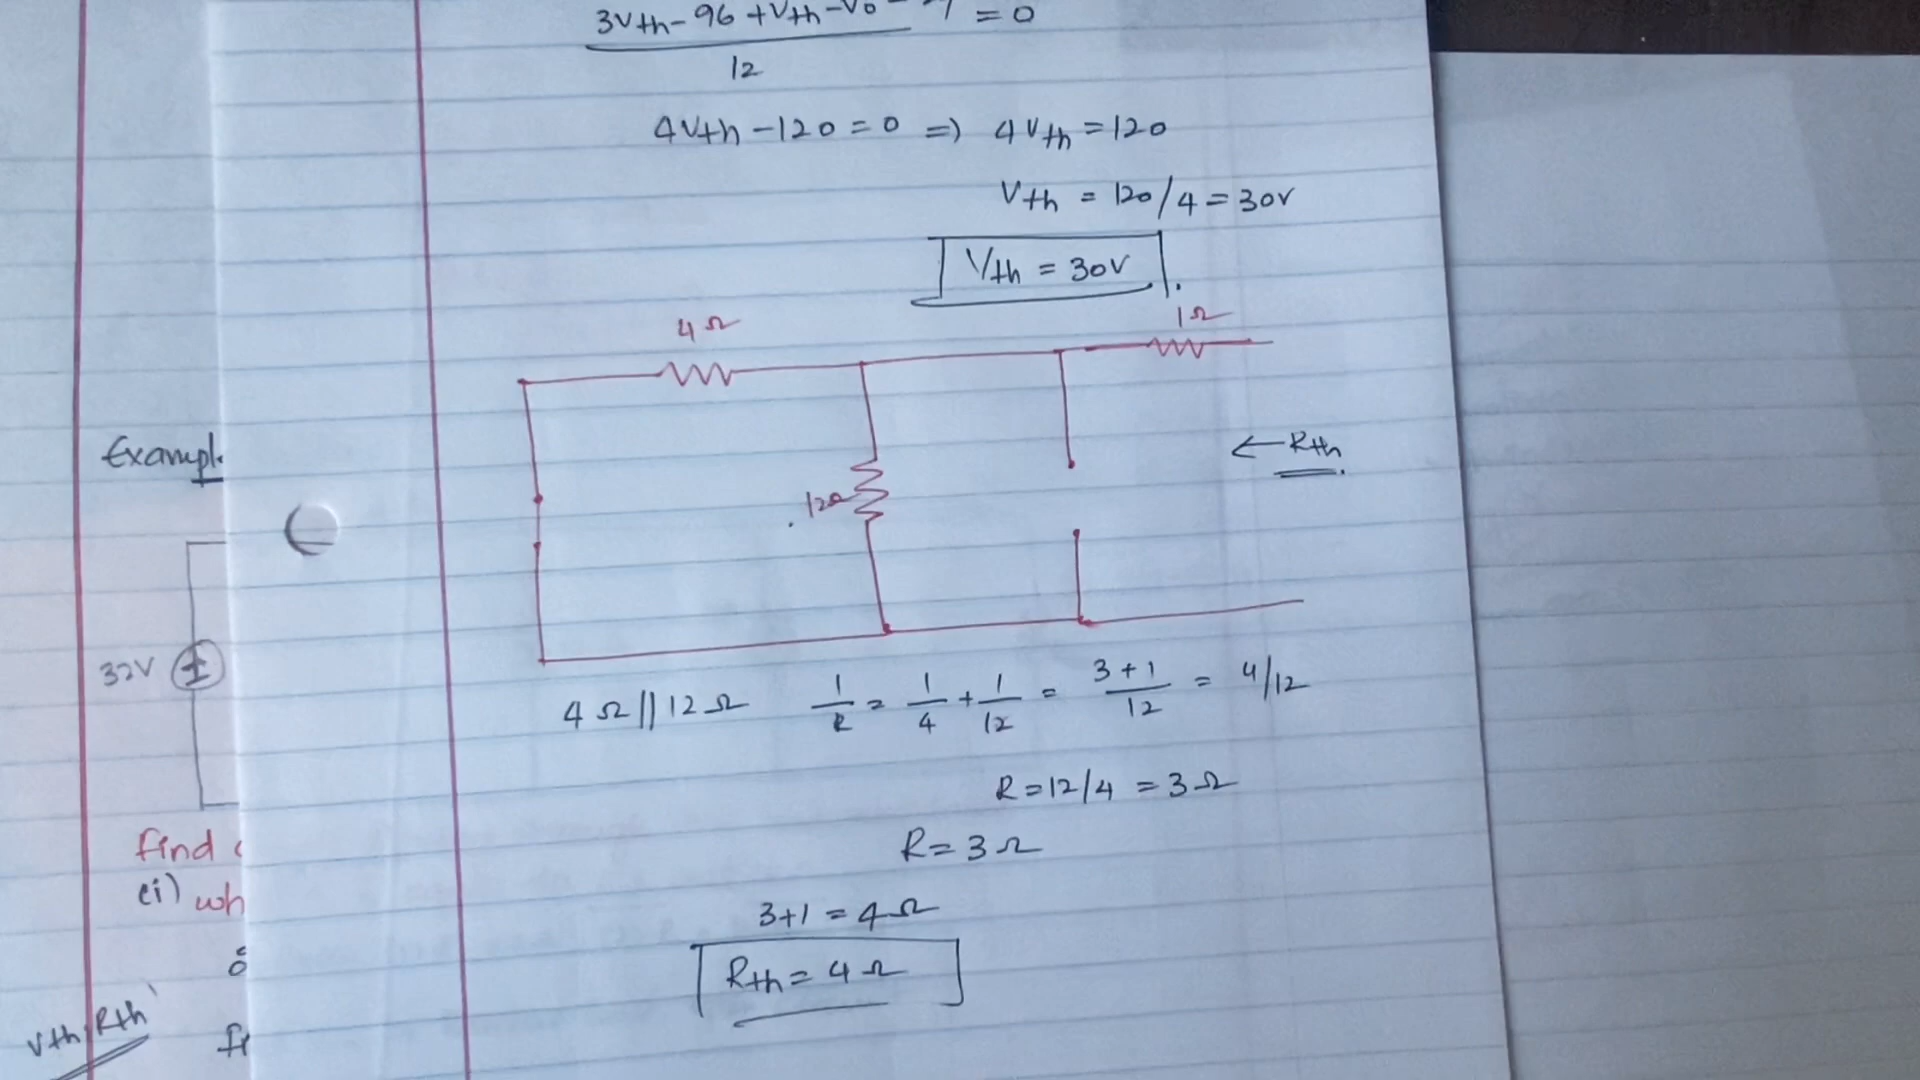 3Vth - 96 + Vth - V0 = 0
12
4Vth - 120 = 0 => 4Vth = 120
Vth = 120/4 = 30V
Vth = 30V
4Ω
1Ω
12Ω
← Rth
4Ω || 12Ω 1/R = 1/4 + 1/12 = 3+1/12 = 4/12
R = 12/4 = 3Ω
R = 3Ω
3+1 = 4Ω
Rth = 4Ω
Exampl
32V
find
(i) wh
Vth, Rth